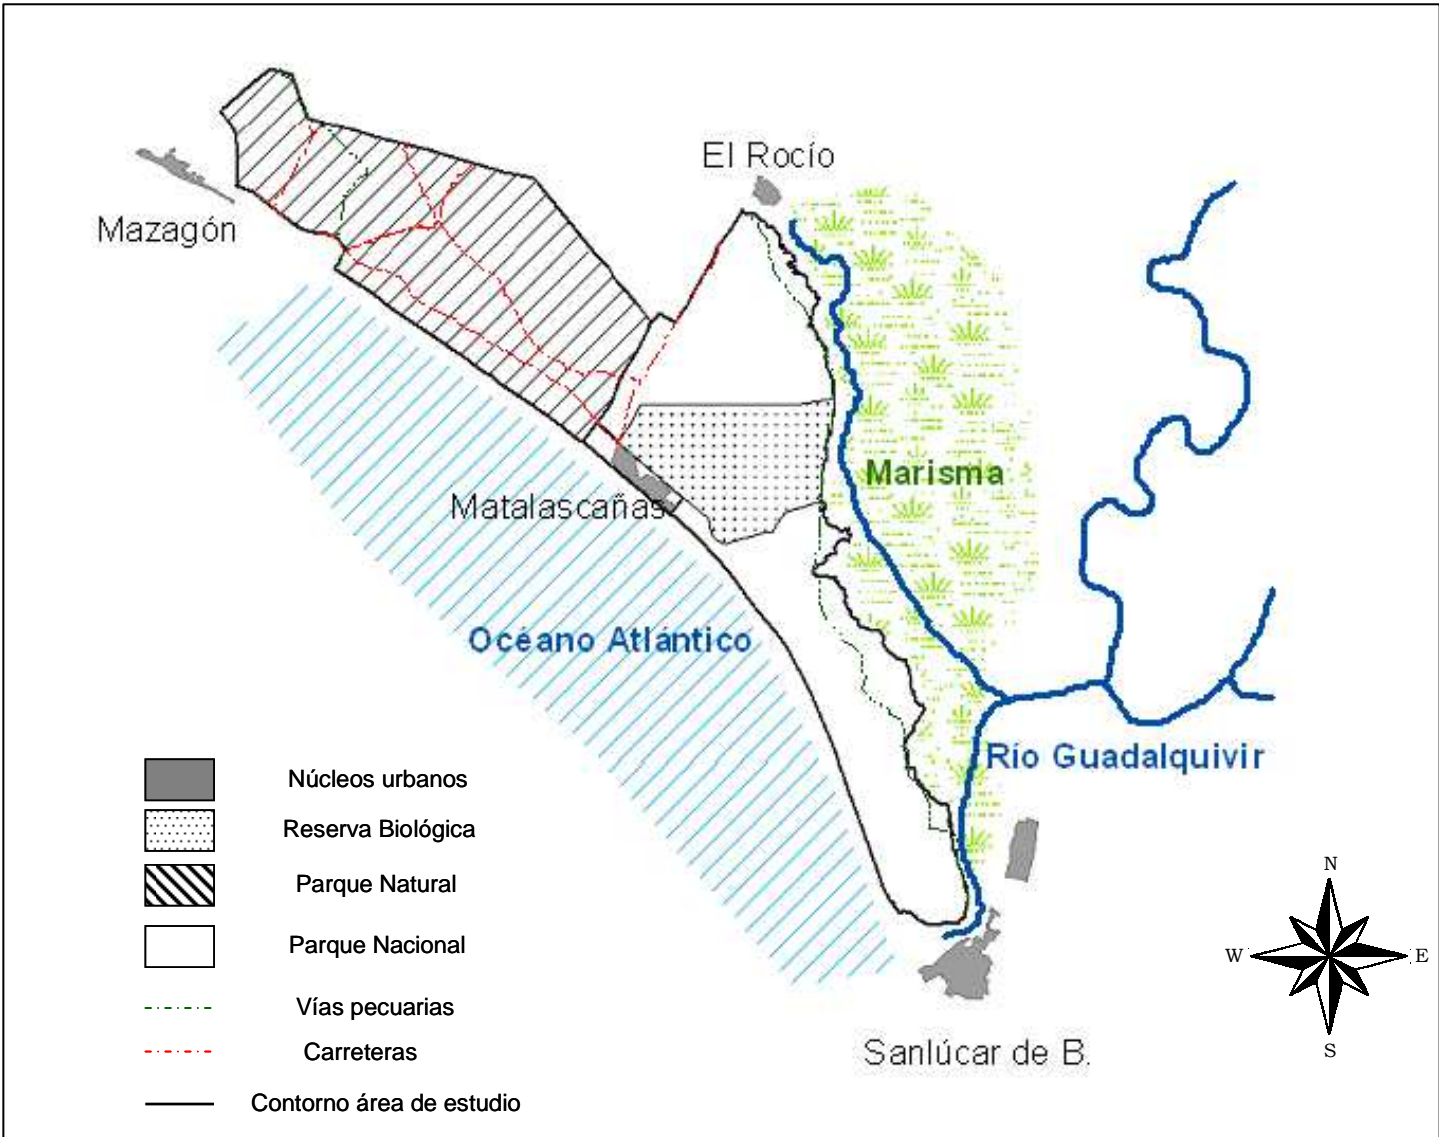 El Rocío
Mazagón
Marisma
Matalascañas
Océano Atlántico
Río Guadalquivir
Núcleos urbanos
Reserva Biológica
Parque Natural
Parque Nacional
Vías pecuarias
Carreteras
Contorno área de estudio
Sanlúcar de B.
N
W
E
S